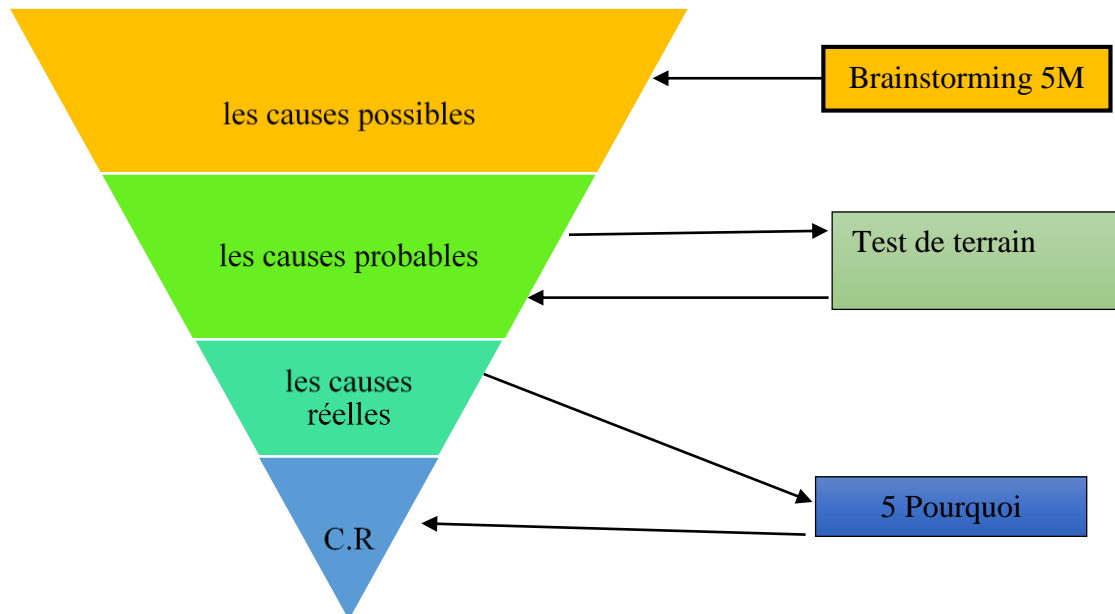 Brainstorming 5M
les causes possibles
Test de terrain
les causes probables
les causes
réelles
5 Pourquoi
C.R